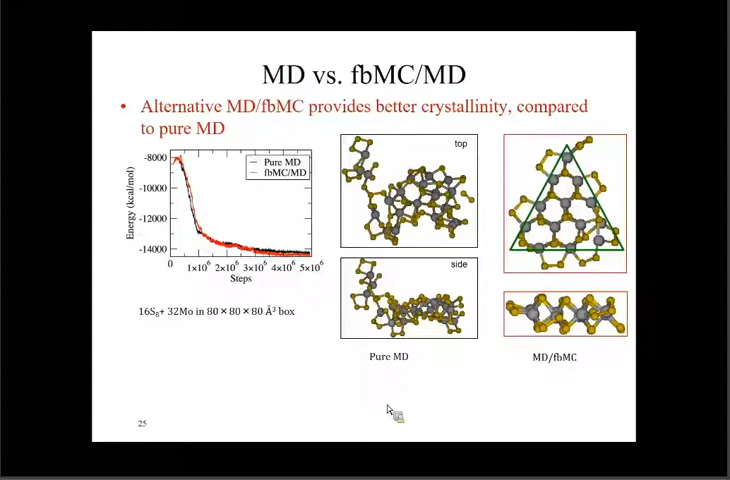 MD vs. fbMC/MD
• Alternative MD/fbMC provides better crystallinity, compared
to pure MD
Energy (kcal/mol)
-8000
-10000
-12000
-14000
Pure MD
fbMC/MD
0 1×10⁶ 2×10⁶ 3×10⁶ 4×10⁶ 5×10⁶
Steps
top
side
16S₈+ 32Mo in 80×80×80 Å³ box
Pure MD
MD/fbMC
25